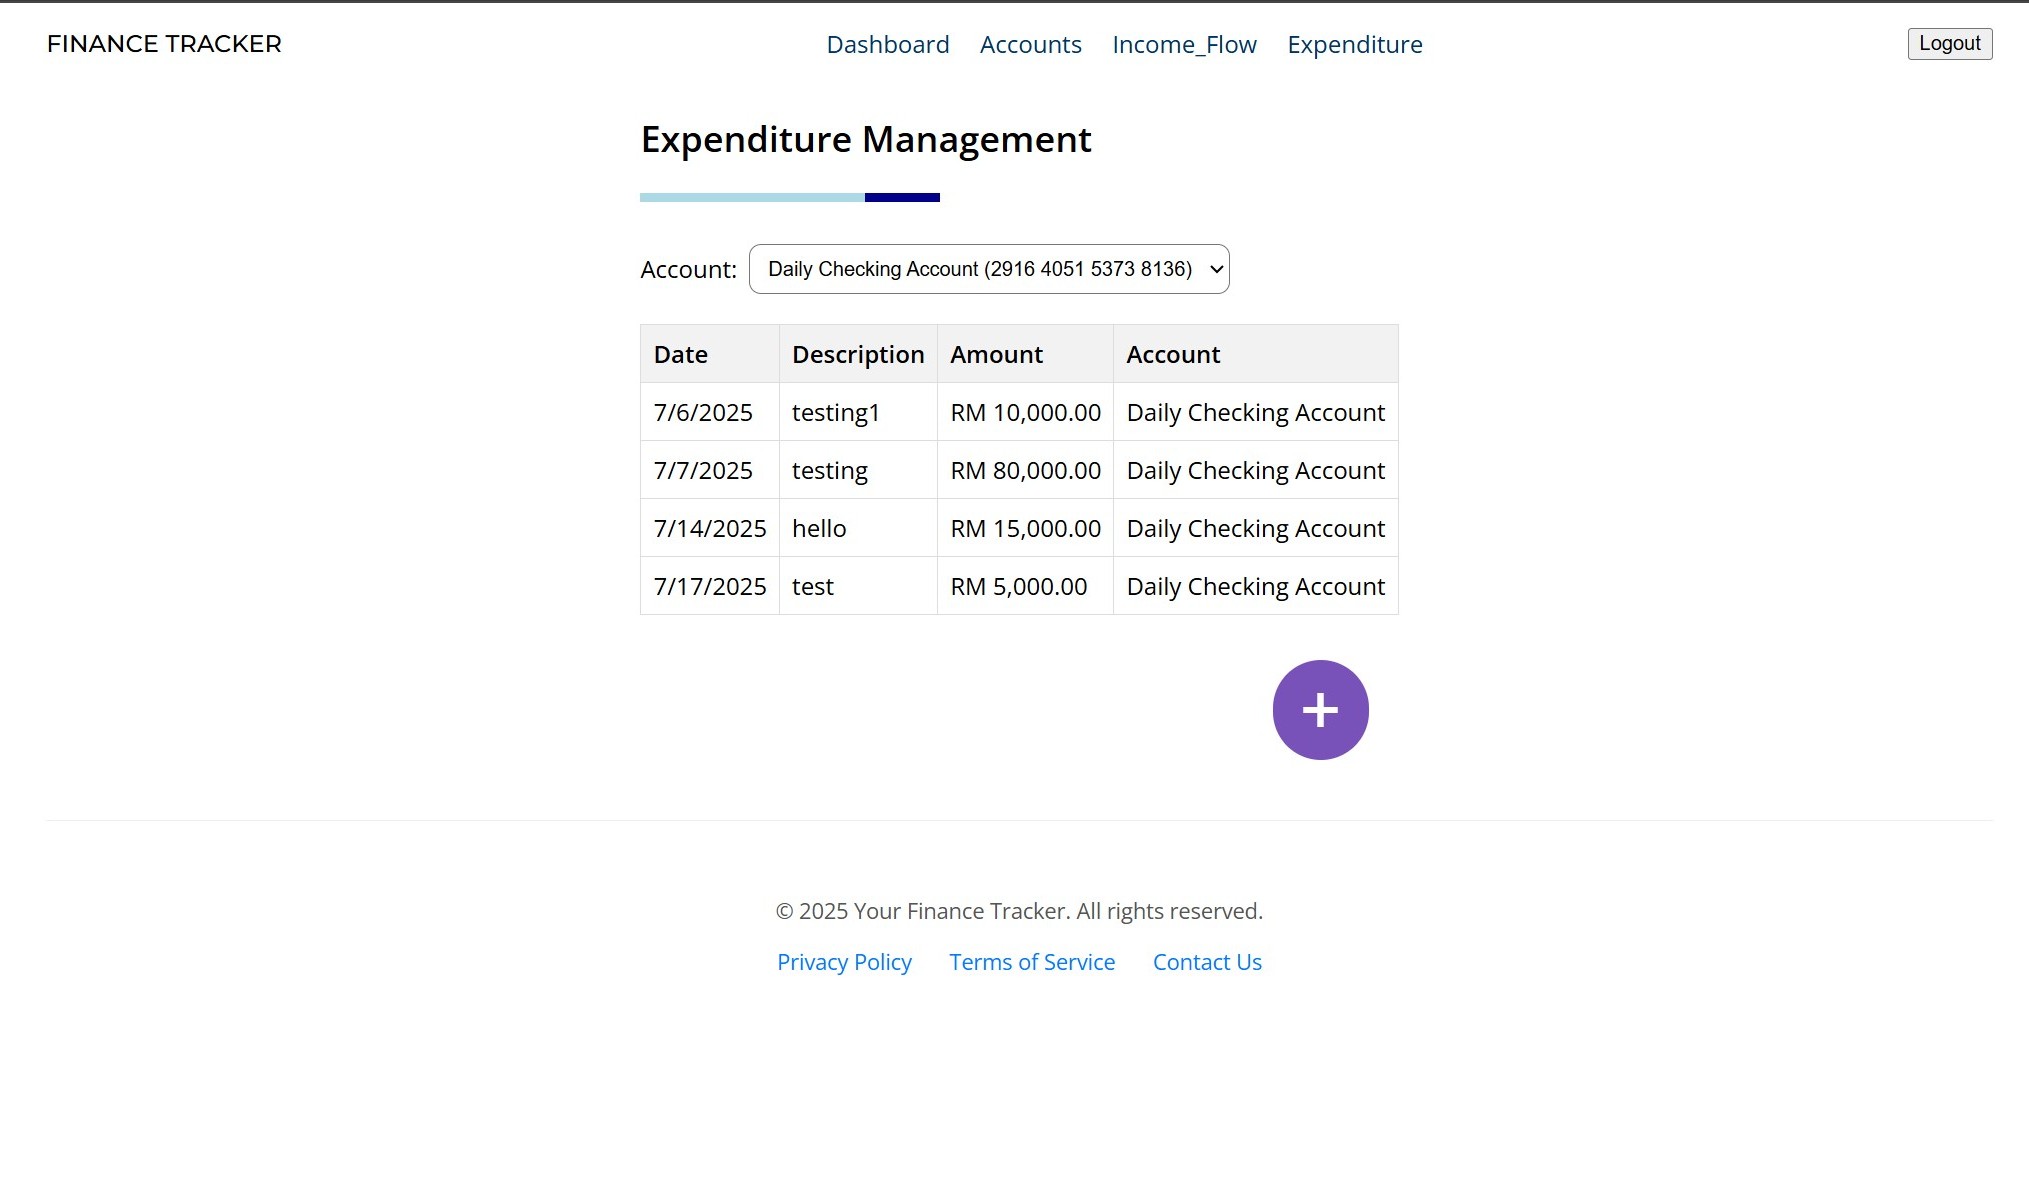 FINANCE TRACKER Dashboard Accounts Income_Flow Expenditure Logout
Expenditure Management
Account: Daily Checking Account (2916 4051 5373 8136)
Date Description Amount Account
7/6/2025 testing1 RM 10,000.00 Daily Checking Account
7/7/2025 testing RM 80,000.00 Daily Checking Account
7/14/2025 hello RM 15,000.00 Daily Checking Account
7/17/2025 test RM 5,000.00 Daily Checking Account
+
© 2025 Your Finance Tracker. All rights reserved.
Privacy Policy Terms of Service Contact Us